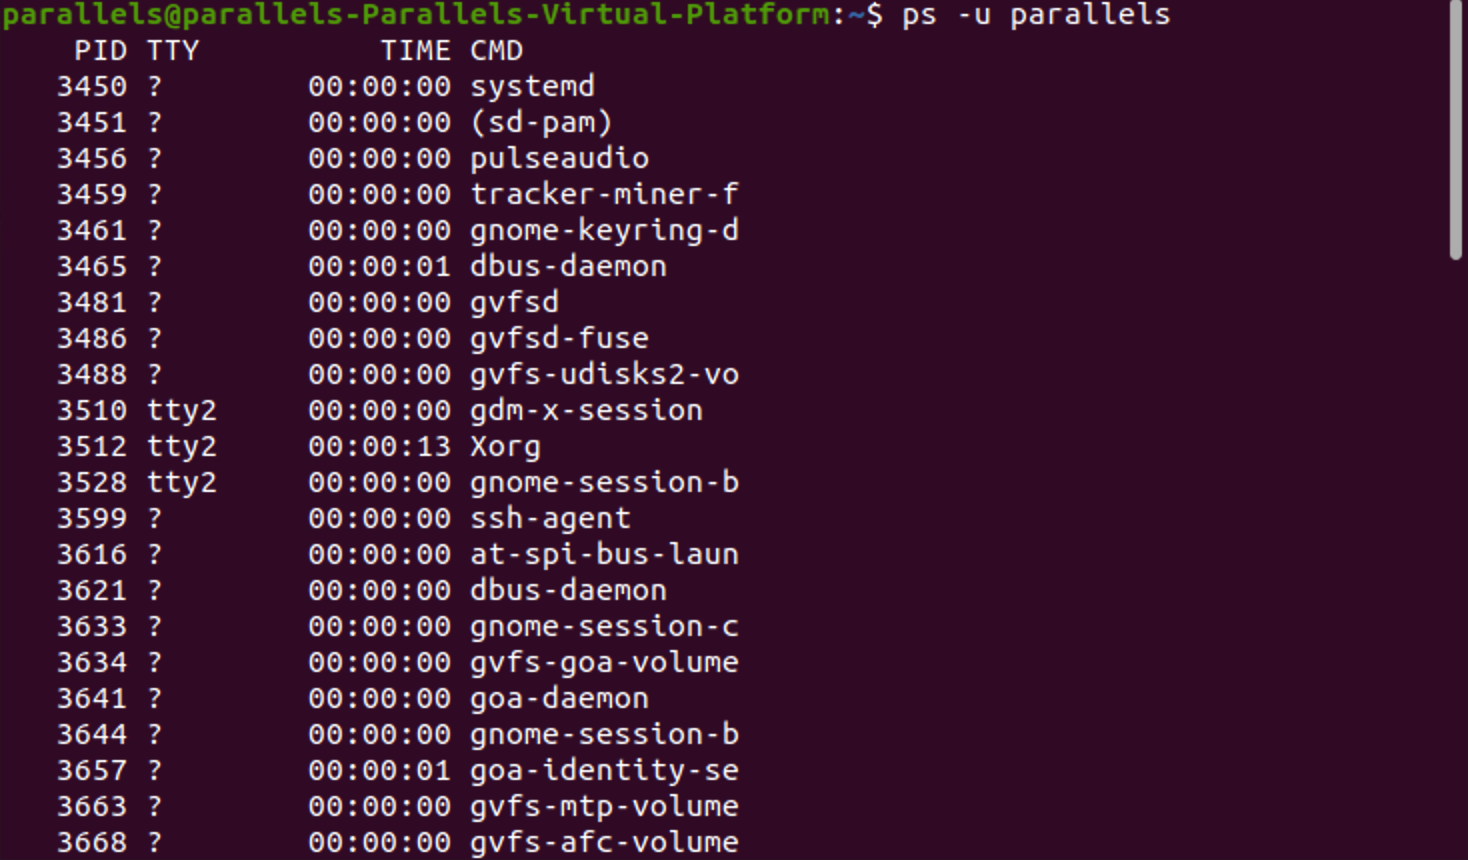 parallels@parallels-Parallels-Virtual-Platform:~$ ps -u parallels
PID TTY TIME CMD
3450 ? 00:00:00 systemd
3451 ? 00:00:00 (sd-pam)
3456 ? 00:00:00 pulseaudio
3459 ? 00:00:00 tracker-miner-f
3461 ? 00:00:00 gnome-keyring-d
3465 ? 00:00:01 dbus-daemon
3481 ? 00:00:00 gvfsd
3486 ? 00:00:00 gvfsd-fuse
3488 ? 00:00:00 gvfs-udisks2-vo
3510 tty2 00:00:00 gdm-x-session
3512 tty2 00:00:13 Xorg
3528 tty2 00:00:00 gnome-session-b
3599 ? 00:00:00 ssh-agent
3616 ? 00:00:00 at-spi-bus-laun
3621 ? 00:00:00 dbus-daemon
3633 ? 00:00:00 gnome-session-c
3634 ? 00:00:00 gvfs-goa-volume
3641 ? 00:00:00 goa-daemon
3644 ? 00:00:00 gnome-session-b
3657 ? 00:00:01 goa-identity-se
3663 ? 00:00:00 gvfs-mtp-volume
3668 ? 00:00:00 gvfs-afc-volume